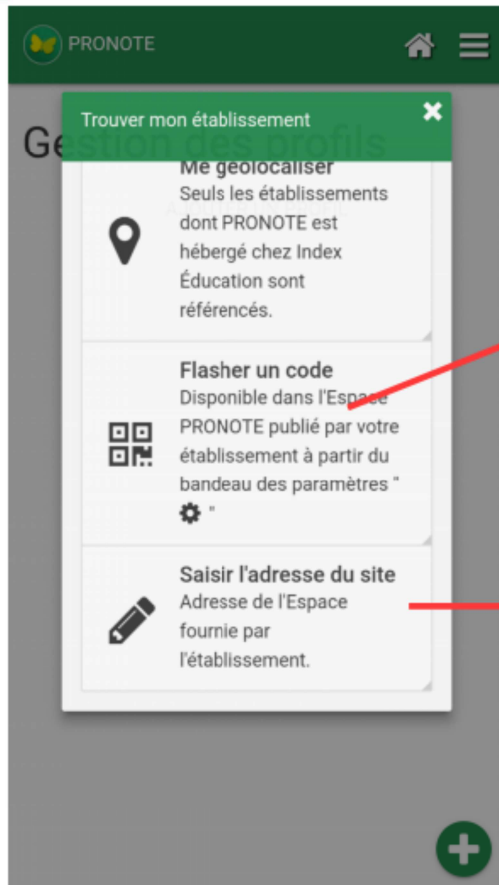 PRONOTE
Trouver mon établissement
Gestion des profils
Me géolocaliser
Seuls les établissements
dont PRONOTE est
hébergé chez Index
Éducation sont
référencés.
Flasher un code
Disponible dans l'Espace
PRONOTE publié par votre
établissement à partir du
bandeau des paramètres "
"
Saisir l'adresse du site
Adresse de l'Espace
fournie par
l'établissement.